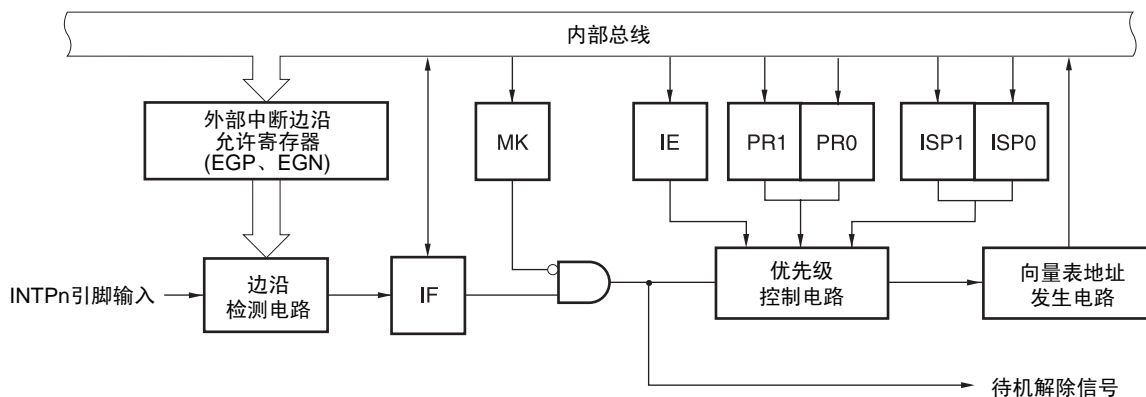 内部总线
外部中断边沿
允许寄存器
(EGP、EGN)
MK
IE
PR1
PR0
ISP1
ISP0
INTPn引脚输入
边沿
检测电路
IF
优先级
控制电路
向量表地址
发生电路
待机解除信号